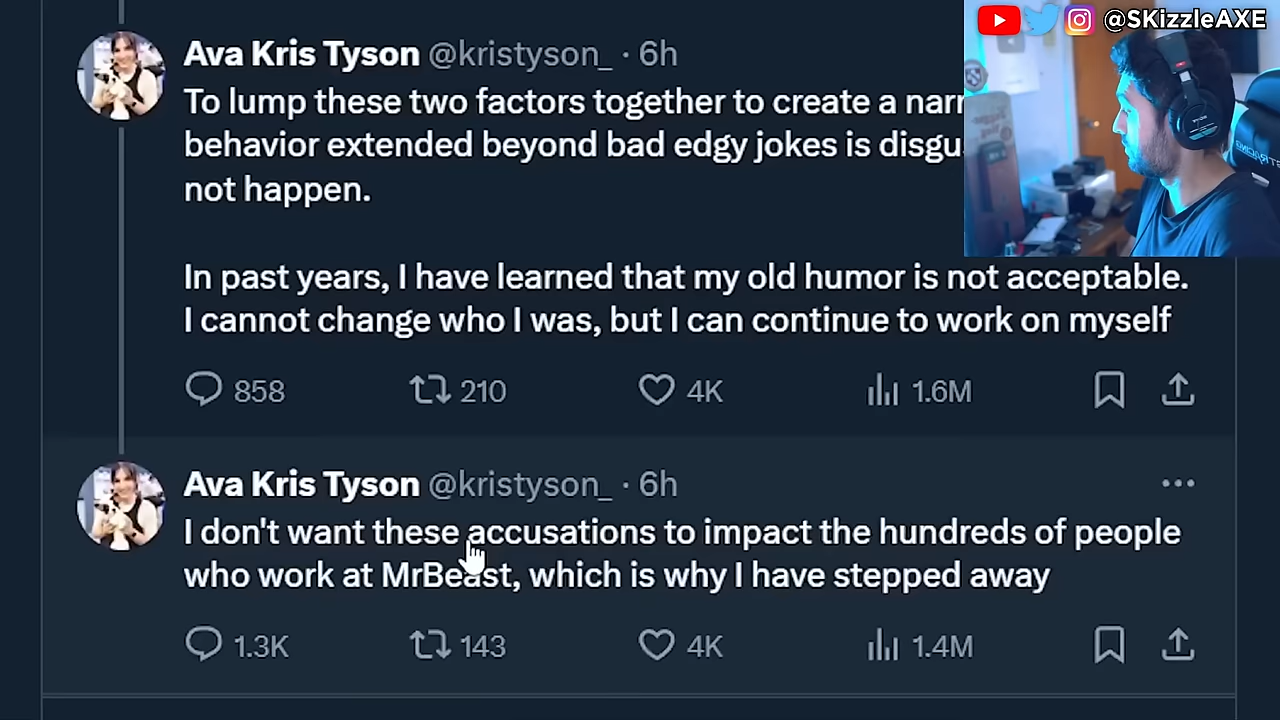 @SKizzleAXE
Ava Kris Tyson @kristyson_ · 6h
To lump these two factors together to create a
behavior extended beyond bad edgy jokes is
not happen.
In past years, I have learned that my old humor is not acceptable.
I cannot change who I was, but I can continue to work on myself
858 210 4K 1.6M
Ava Kris Tyson @kristyson_ · 6h
I don't want these accusations to impact the hundreds of people
who work at MrBeast, which is why I have stepped away
1.3K 143 4K 1.4M